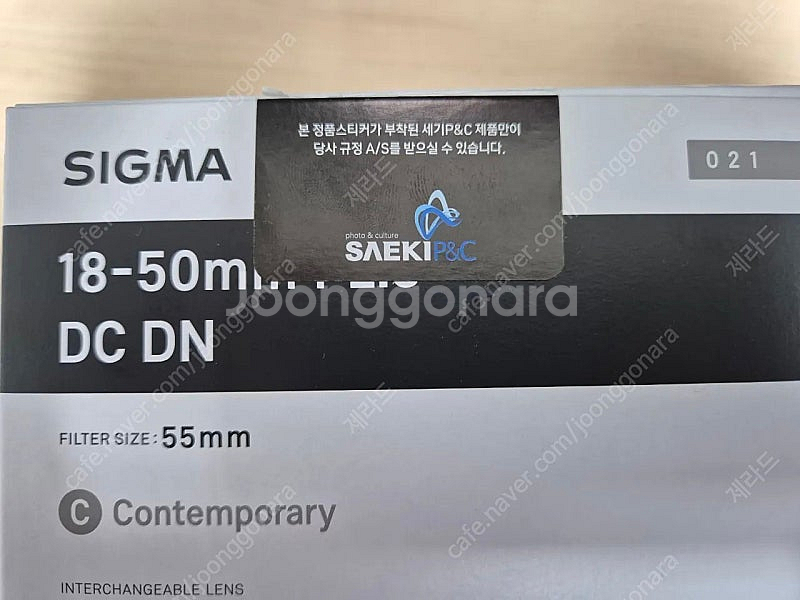 본 정품스티커가 부착된 세기P&C 제품만이
당사 규정 A/S를 받으실 수 있습니다.
photo & culture
SAEKI P&C
SIGMA
021
18-50mm
DC DN
FILTER SIZE: 55mm
C Contemporary
INTERCHANGEABLE LENS
joonggonara
cafe.naver.com/joonggonara
제라드